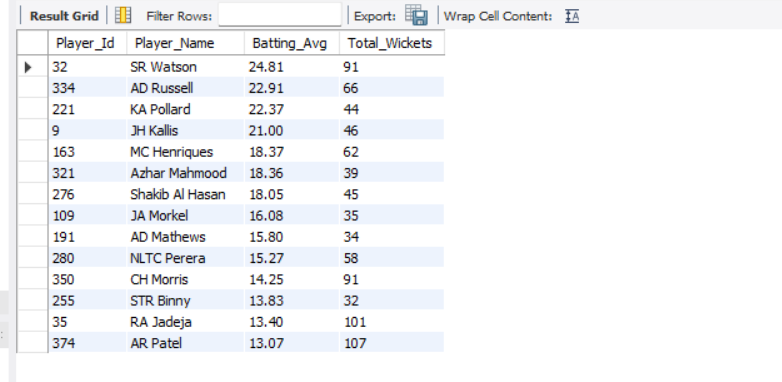 Result Grid Filter Rows: Export: Wrap Cell Content: IA
Player_Id Player_Name Batting_Avg Total_Wickets
32 SR Watson 24.81 91
334 AD Russell 22.91 66
221 KA Pollard 22.37 44
9 JH Kallis 21.00 46
163 MC Henriques 18.37 62
321 Azhar Mahmood 18.36 39
276 Shakib Al Hasan 18.05 45
109 JA Morkel 16.08 35
191 AD Mathews 15.80 34
280 NLTC Perera 15.27 58
350 CH Morris 14.25 91
255 STR Binny 13.83 32
35 RA Jadeja 13.40 101
374 AR Patel 13.07 107